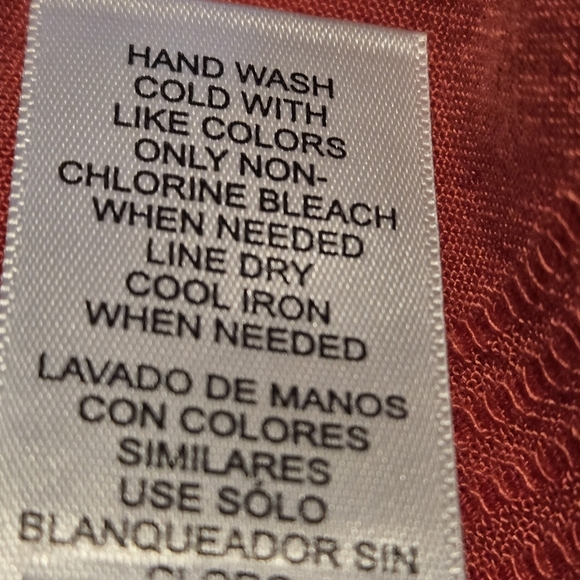 HAND WASH
COLD WITH
LIKE COLORS
ONLY NON-
CHLORINE BLEACH
WHEN NEEDED
LINE DRY
COOL IRON
WHEN NEEDED
LAVADO DE MANOS
CON COLORES
SIMILARES
USE SÓLO
BLANQUEADOR SIN